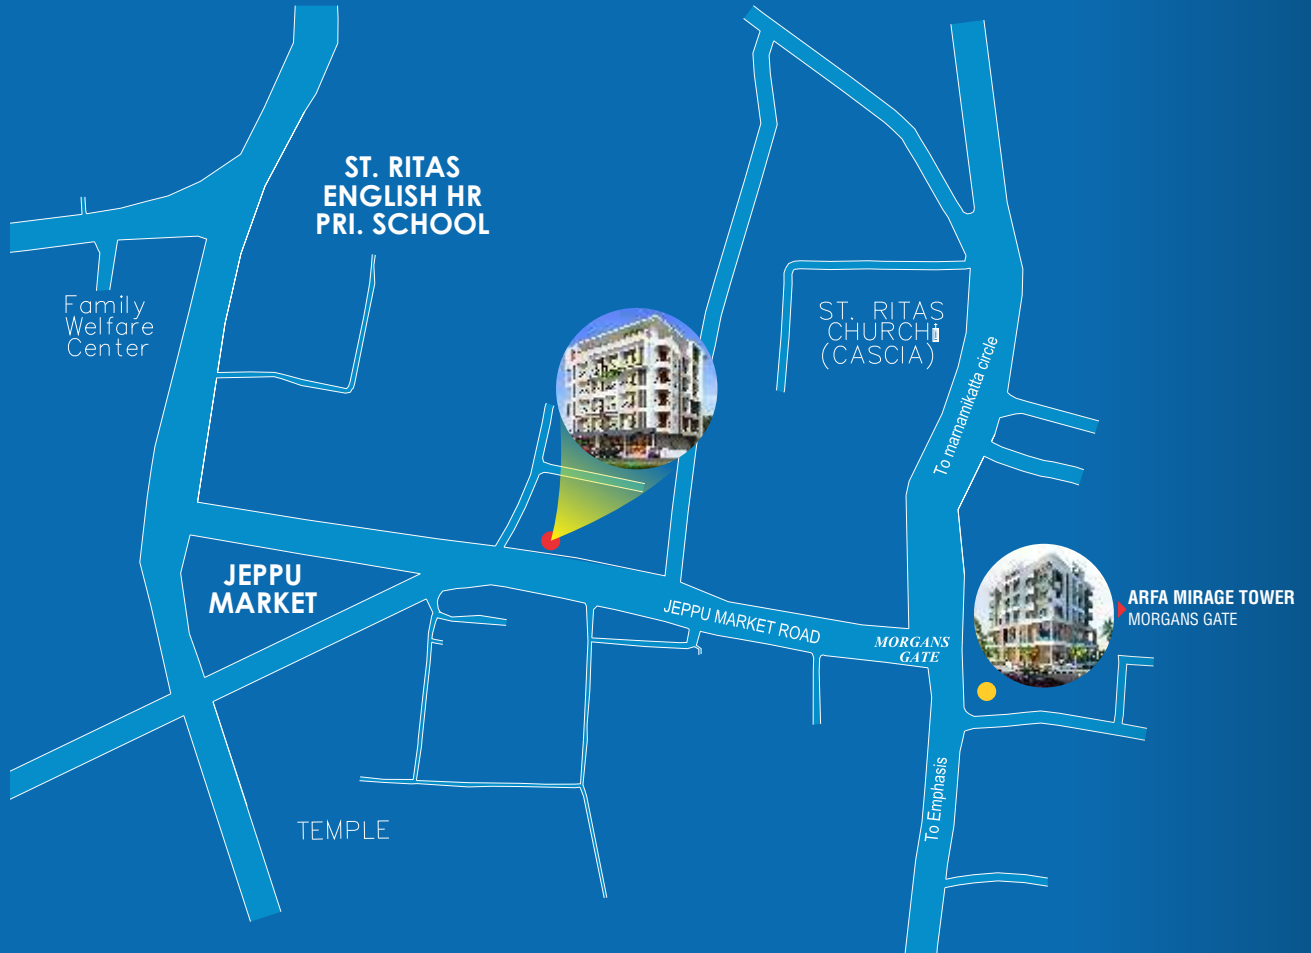 ST. RITAS
ENGLISH HR
PRI. SCHOOL
Family
Welfare
Center
ST. RITAS
CHURCH
(CASCIA)
To marnamikatta circle
JEPPU
MARKET
JEPPU MARKET ROAD
MORGANS
GATE
ARFA MIRAGE TOWER
MORGANS GATE
To Emphasis
TEMPLE